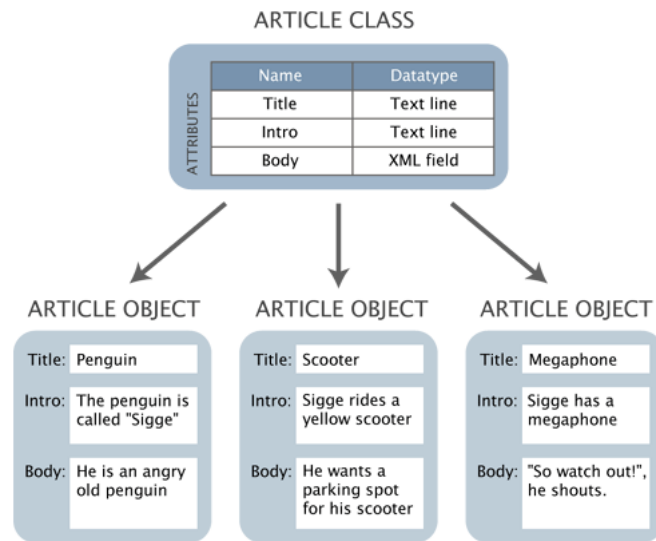 ARTICLE CLASS
ATTRIBUTES
Name Datatype
Title Text line
Intro Text line
Body XML field
ARTICLE OBJECT
Title: Penguin
Intro: The penguin is
called "Sigge"
Body: He is an angry
old penguin
ARTICLE OBJECT
Title: Scooter
Intro: Sigge rides a
yellow scooter
Body: He wants a
parking spot
for his scooter
ARTICLE OBJECT
Title: Megaphone
Intro: Sigge has a
megaphone
Body: "So watch out!",
he shouts.